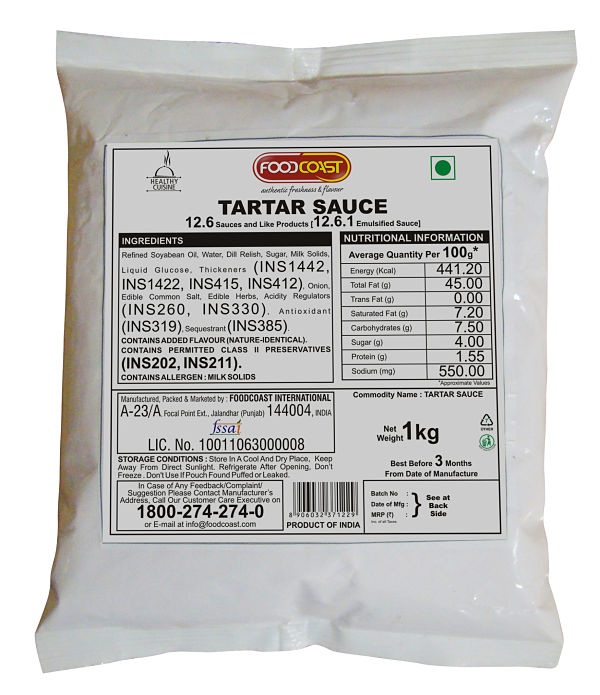 HEALTHY
CUISINE
FOODCOAST
authentic freshness & flavour
TARTAR SAUCE
12.6 Sauces and Like Products [12.6.1 Emulsified Sauce]
INGREDIENTS
Refined Soyabean Oil, Water, Dill Relish, Sugar, Milk Solids,
Liquid Glucose, Thickeners (INS1442,
INS1422, INS415, INS412), Onion,
Edible Common Salt, Edible Herbs, Acidity Regulators
(INS260, INS330), Antioxidant
(INS319), Sequestrant (INS385).
CONTAINS ADDED FLAVOUR (NATURE-IDENTICAL).
CONTAINS PERMITTED CLASS II PRESERVATIVES
(INS202, INS211).
CONTAINS ALLERGEN : MILK SOLIDS
NUTRITIONAL INFORMATION
Average Quantity Per 100g*
Energy (Kcal) 441.20
Total Fat (g) 45.00
Trans Fat (g) 0.00
Saturated Fat (g) 7.20
Carbohydrates (g) 7.50
Sugar (g) 4.00
Protein (g) 1.55
Sodium (mg) 550.00
*Approximate Values
Manufactured, Packed & Marketed by : FOODCOAST INTERNATIONAL
A-23/A, Focal Point Ext., Jalandhar (Punjab) 144004, INDIA
fssai
LIC. No. 10011063000008
STORAGE CONDITIONS : Store In A Cool And Dry Place, Keep
Away From Direct Sunlight. Refrigerate After Opening, Don't
Freeze . Don't Use If Pouch Found Puffed or Leaked.
In Case of Any Feedback/Complaint/
Suggestion Please Contact Manufacturer's
Address, Call Our Customer Care Executive on
1800-274-274-0
or E-mail at info@foodcoast.com
8 906032 371229
PRODUCT OF INDIA
Commodity Name : TARTAR SAUCE
Net
Weight 1kg
OTHER
Best Before 3 Months
From Date of Manufacture
Batch No :
Date of Mfg :
MRP (₹) :
Inc. of all Taxes
See at
Back
Side